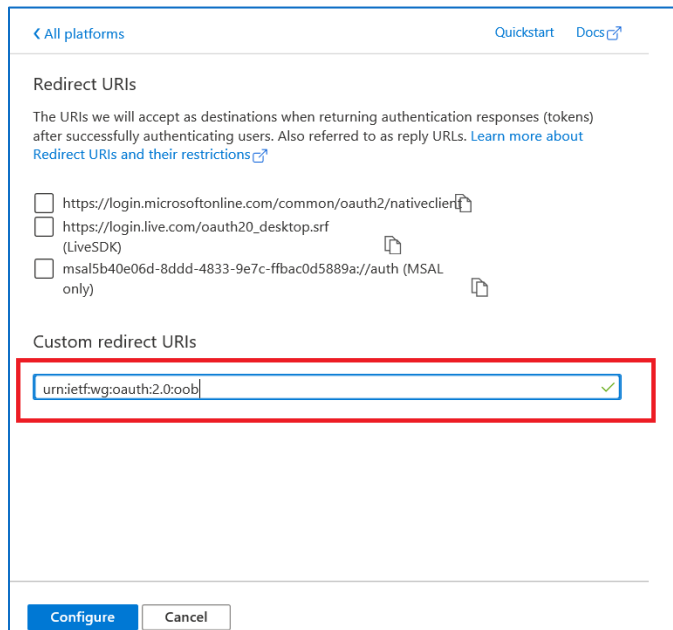 All platforms
Quickstart
Docs
Redirect URIs
The URIs we will accept as destinations when returning authentication responses (tokens)
after successfully authenticating users. Also referred to as reply URLs. Learn more about
Redirect URIs and their restrictions
https://login.microsoftonline.com/common/oauth2/nativeclient
https://login.live.com/oauth20_desktop.srf
(LiveSDK)
msal5b40e06d-8ddd-4833-9e7c-ffbac0d5889a://auth (MSAL
only)
Custom redirect URIs
urn:ietf:wg:oauth:2.0:oob
Configure
Cancel